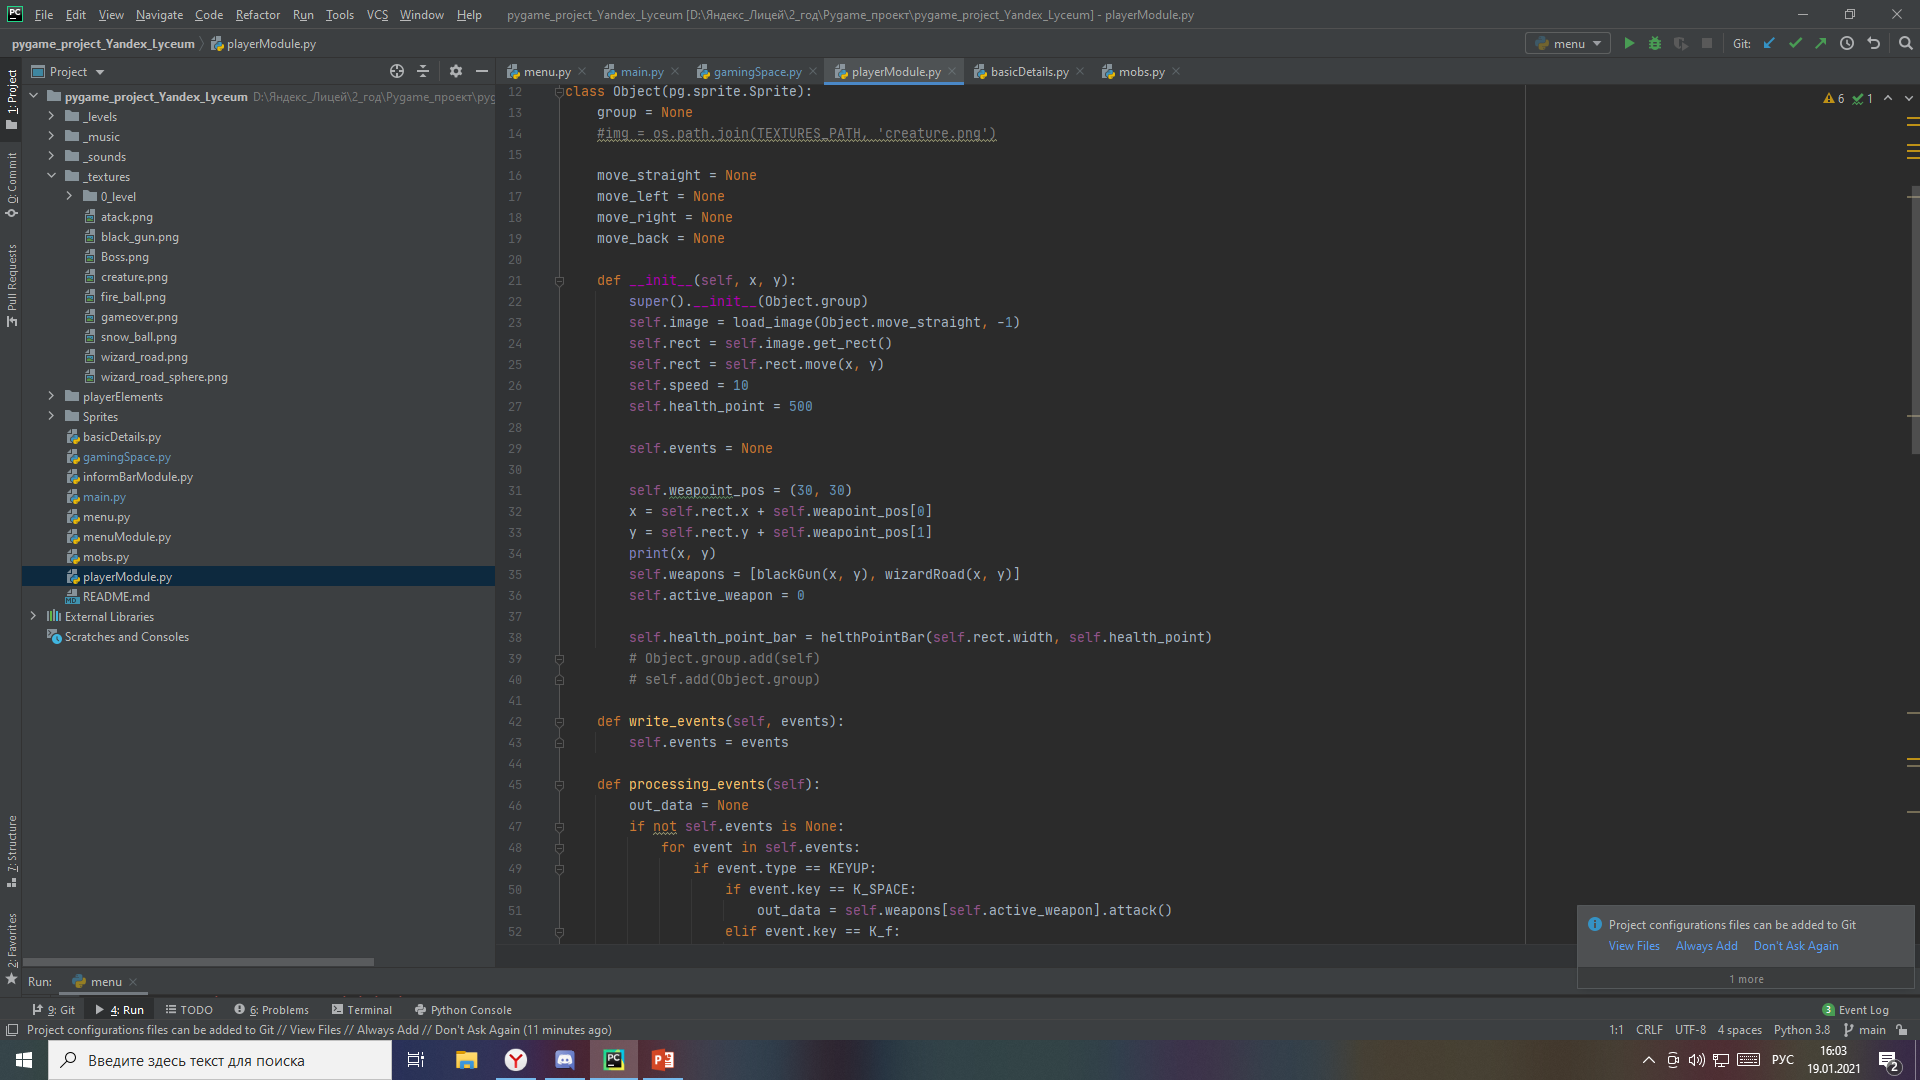 PC File Edit View Navigate Code Refactor Run Tools VCS Window Help pygame_project_Yandex_Lyceum [D:\Яндекс_Лицей\2_год\Pygame_проект\pygame_project_Yandex_Lyceum] - playerModule.py
pygame_project_Yandex_Lyceum playerModule.py menu Git:
Project menu.py main.py gamingSpace.py playerModule.py basicDetails.py mobs.py
1: Project
0: Commit
Pull Requests
7: Structure
2: Favorites
pygame_project_Yandex_Lyceum D:\Яндекс_Лицей\2_год\Pygame_проект\pyg
_levels
_music
_sounds
_textures
0_level
atack.png
black_gun.png
Boss.png
creature.png
fire_ball.png
gameover.png
snow_ball.png
wizard_road.png
wizard_road_sphere.png
playerElements
Sprites
basicDetails.py
gamingSpace.py
informBarModule.py
main.py
menu.py
menuModule.py
mobs.py
playerModule.py
README.md
External Libraries
Scratches and Consoles
6 1
12 class Object(pg.sprite.Sprite):
13 group = None
14 #img = os.path.join(TEXTURES_PATH, 'creature.png')
15
16 move_straight = None
17 move_left = None
18 move_right = None
19 move_back = None
20
21 def __init__(self, x, y):
22 super().__init__(Object.group)
23 self.image = load_image(Object.move_straight, -1)
24 self.rect = self.image.get_rect()
25 self.rect = self.rect.move(x, y)
26 self.speed = 10
27 self.health_point = 500
28
29 self.events = None
30
31 self.weapoint_pos = (30, 30)
32 x = self.rect.x + self.weapoint_pos[0]
33 y = self.rect.y + self.weapoint_pos[1]
34 print(x, y)
35 self.weapons = [blackGun(x, y), wizardRoad(x, y)]
36 self.active_weapon = 0
37
38 self.health_point_bar = helthPointBar(self.rect.width, self.health_point)
39 # Object.group.add(self)
40 # self.add(Object.group)
41
42 def write_events(self, events):
43 self.events = events
44
45 def processing_events(self):
46 out_data = None
47 if not self.events is None:
48 for event in self.events:
49 if event.type == KEYUP:
50 if event.key == K_SPACE:
51 out_data = self.weapons[self.active_weapon].attack()
52 elif event.key == K_f:
Project configurations files can be added to Git
View Files Always Add Don't Ask Again
1 more
Run: menu
9: Git 4: Run TODO 6: Problems Terminal Python Console 3 Event Log
Project configurations files can be added to Git // View Files // Always Add // Don't Ask Again (11 minutes ago) 1:1 CRLF UTF-8 4 spaces Python 3.8 main
Введите здесь текст для поиска РУС 16:03
19.01.2021 2